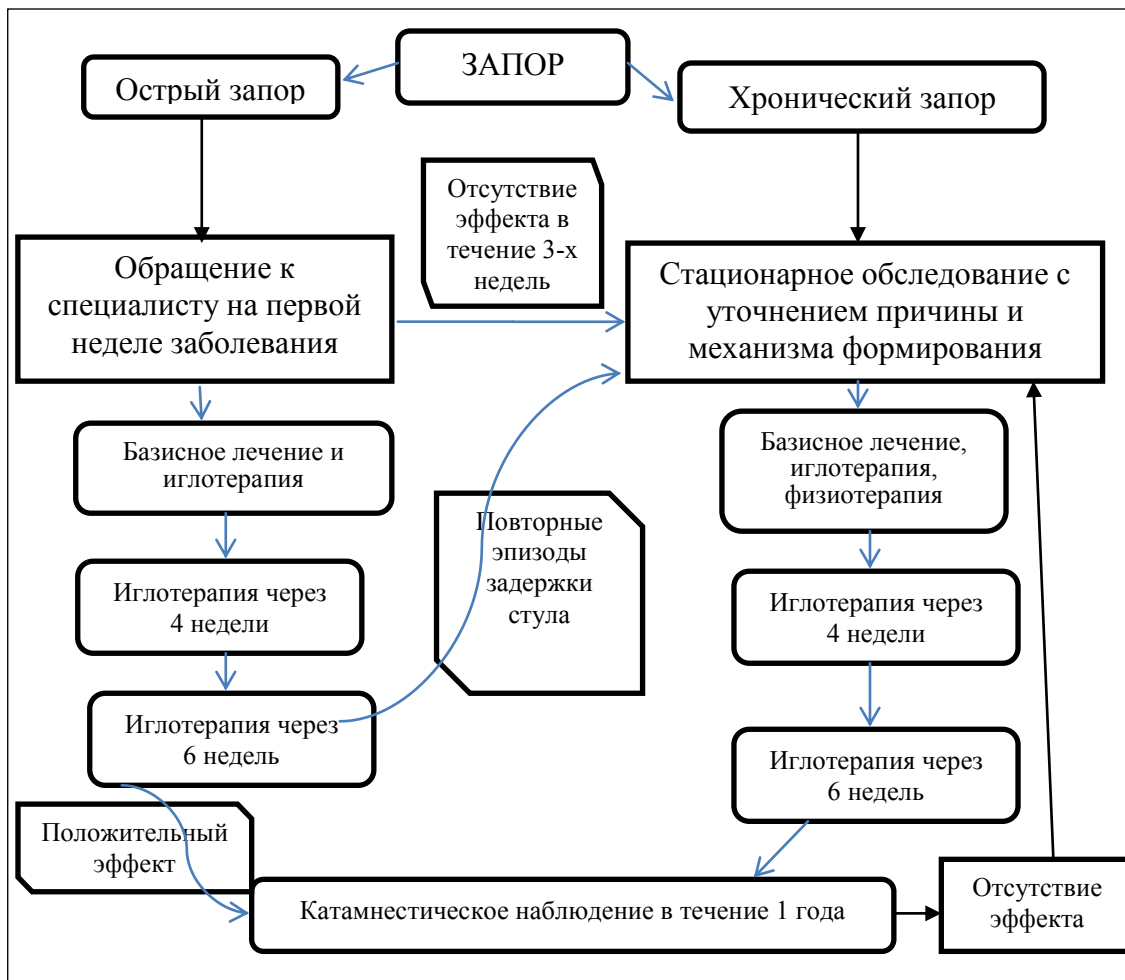 ЗАПОР
Острый запор
Хронический запор
Отсутствие
эффекта в
течение 3-х
недель
Обращение к
специалисту на первой
неделе заболевания
Стационарное обследование с
уточнением причины и
механизма формирования
Базисное лечение и
иглотерапия
Базисное лечение,
иглотерапия,
физиотерапия
Повторные
эпизоды
задержки
стула
Иглотерапия через
4 недели
Иглотерапия через
4 недели
Иглотерапия через
6 недель
Иглотерапия через
6 недель
Положительный
эффект
Катамнестическое наблюдение в течение 1 года
Отсутствие
эффекта